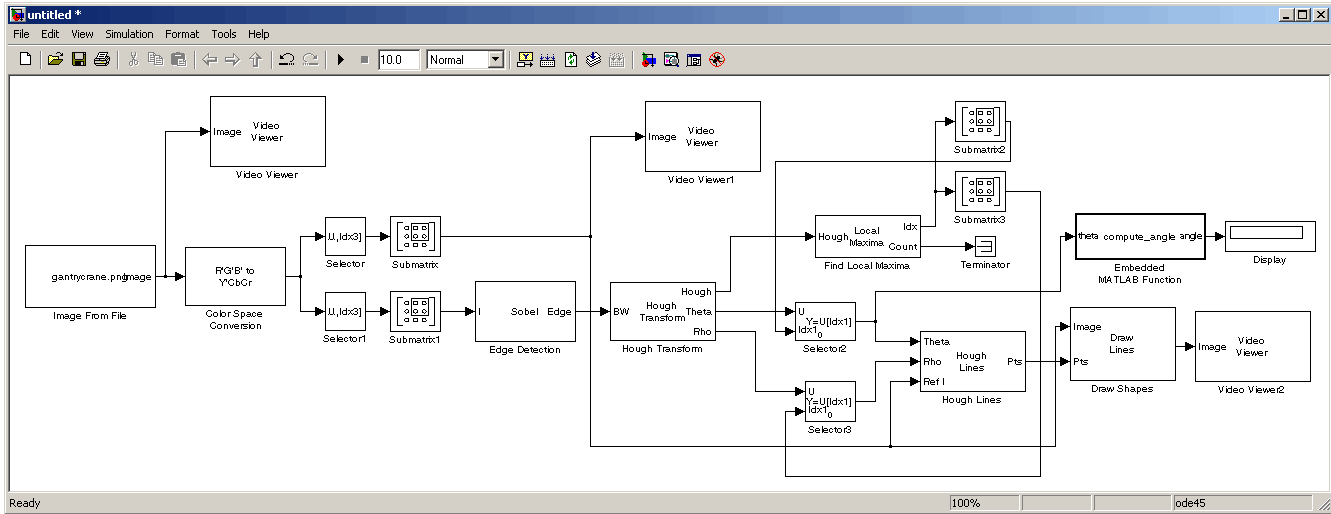 untitled *
File Edit View Simulation Format Tools Help
10.0 Normal
Image Video Viewer
Video Viewer
Image Video Viewer
Video Viewer1
Submatrix2
Submatrix3
gantrycrane.png Image
Image From File
R'G'B' to Y'CbCr
Color Space Conversion
U,Idx3]
Selector
Submatrix
U,Idx3]
Selector1
Submatrix1
I Sobel Edge
Edge Detection
BW Hough Transform Hough Theta Rho
Hough Transform
Hough Local Maxima Idx Count
Find Local Maxima
Terminator
U Y=U[Idx1] Idx1 0
Selector2
U Y=U[Idx1] Idx1 0
Selector3
Theta Rho Ref I Hough Lines Pts
Hough Lines
theta compute_angle angle
Embedded MATLAB Function
Display
Image Pts Draw Lines
Draw Shapes
Image Video Viewer
Video Viewer2
Ready 100% ode45